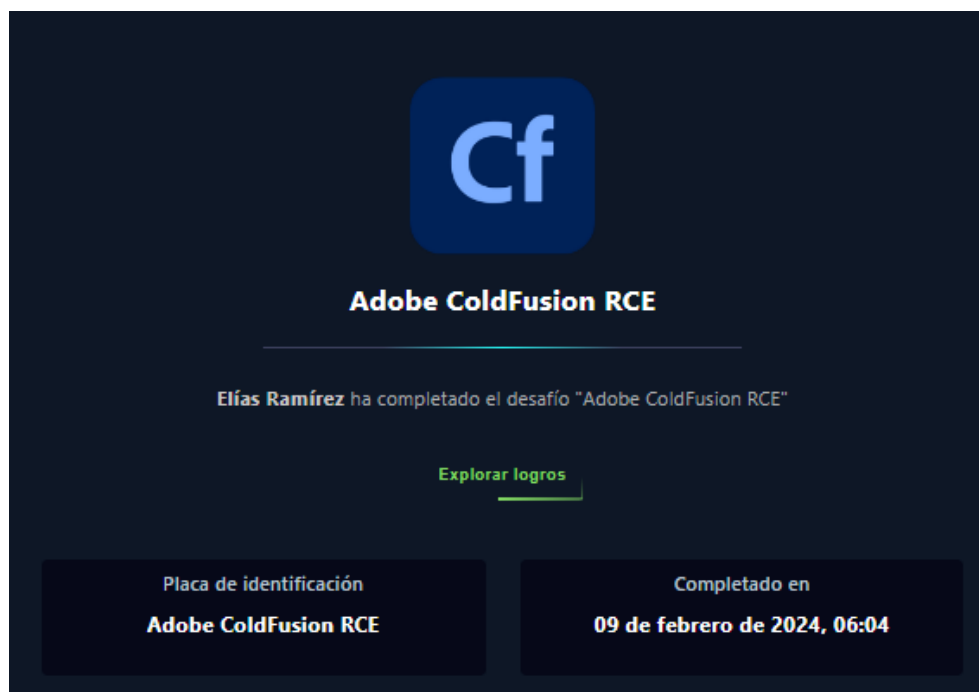 Cf
Adobe ColdFusion RCE
Elías Ramírez ha completado el desafío "Adobe ColdFusion RCE"
Explorar logros
Placa de identificación
Adobe ColdFusion RCE
Completado en
09 de febrero de 2024, 06:04